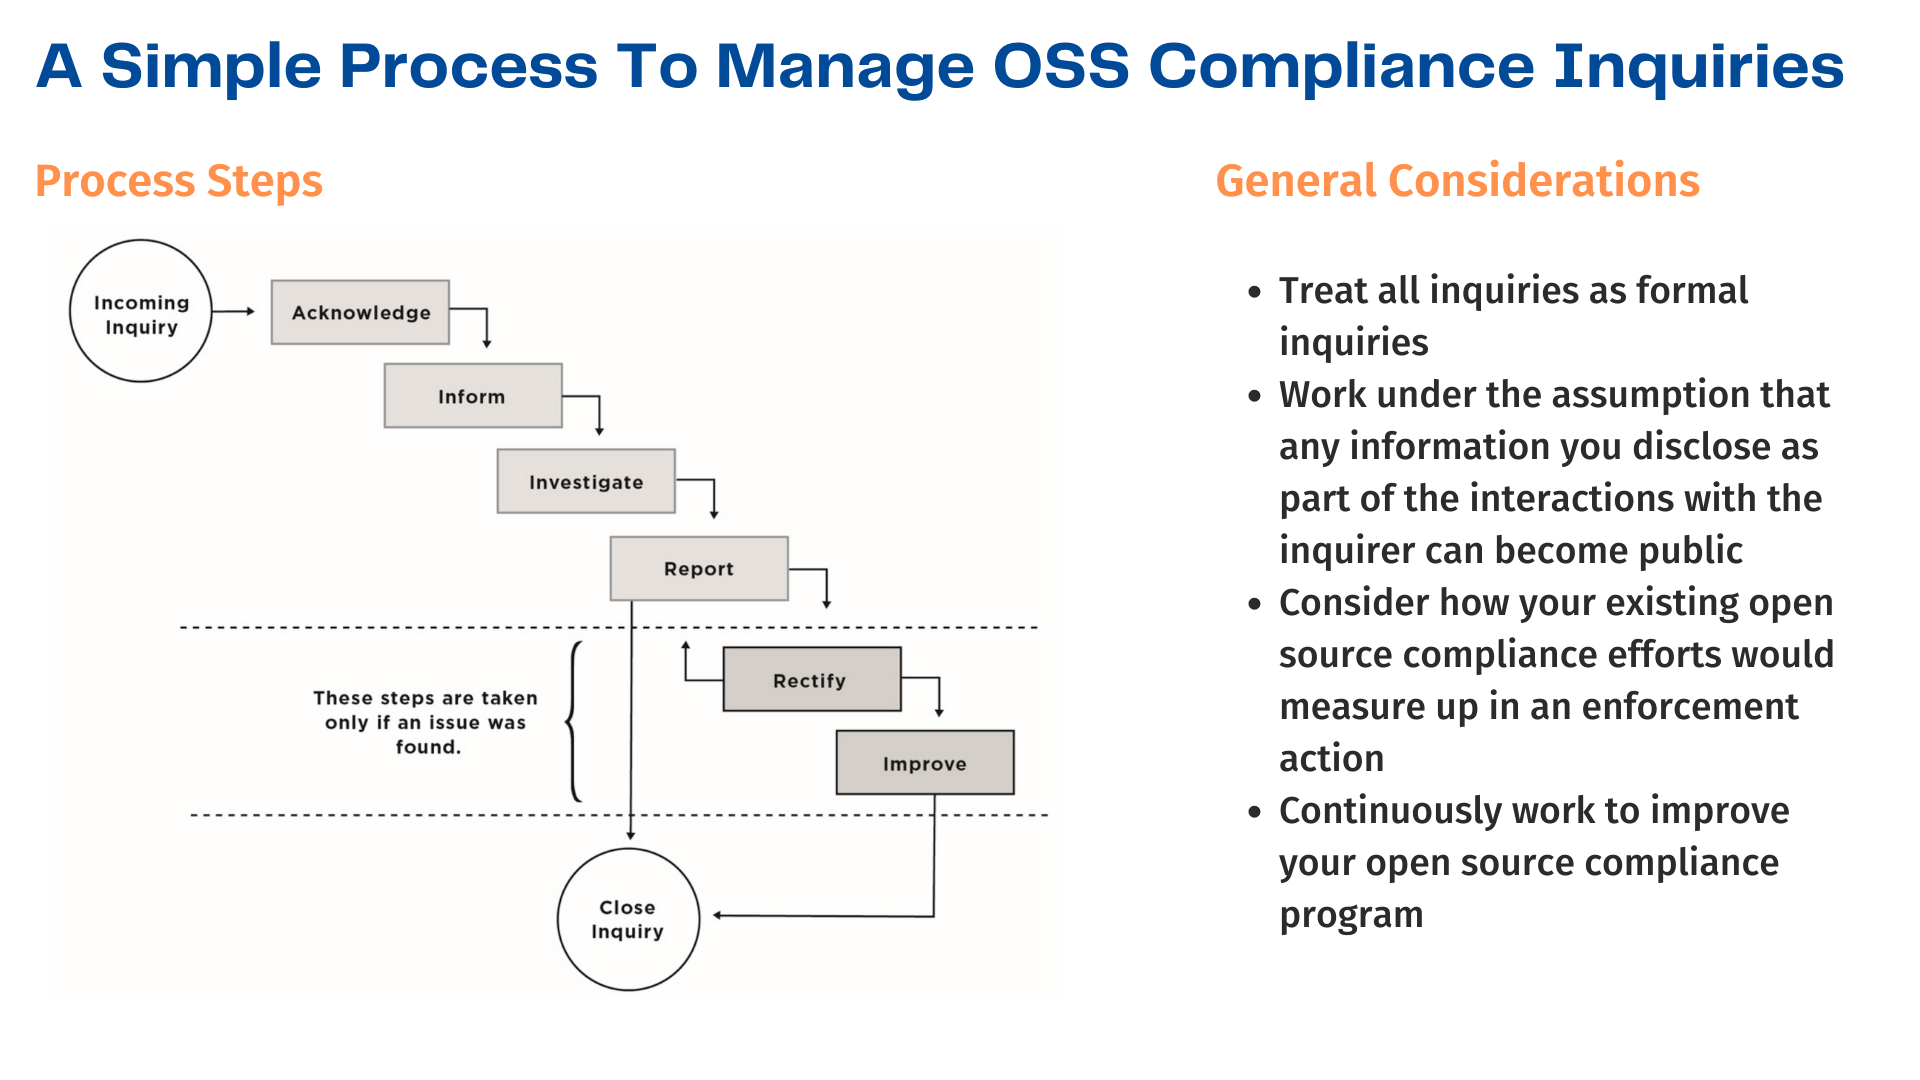 A Simple Process To Manage OSS Compliance Inquiries
Process Steps
Incoming
Inquiry
Acknowledge
Inform
Investigate
Report
These steps are taken
only if an issue was
found.
Rectify
Improve
Close
Inquiry
General Considerations
• Treat all inquiries as formal
inquiries
• Work under the assumption that
any information you disclose as
part of the interactions with the
inquirer can become public
• Consider how your existing open
source compliance efforts would
measure up in an enforcement
action
• Continuously work to improve
your open source compliance
program